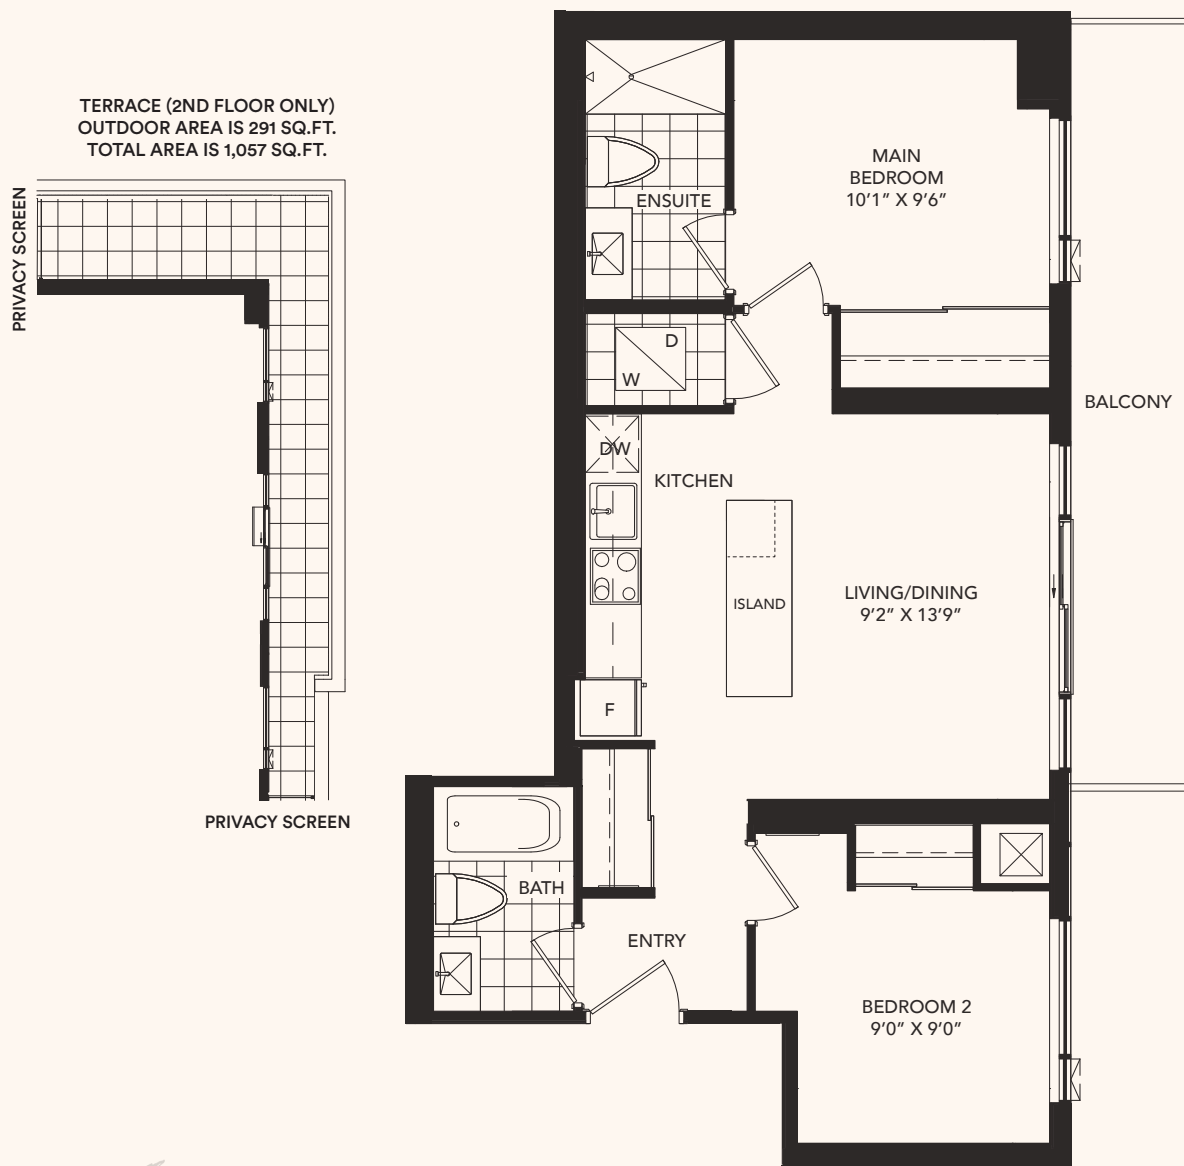 TERRACE (2ND FLOOR ONLY)
OUTDOOR AREA IS 291 SQ.FT.
TOTAL AREA IS 1,057 SQ.FT.
PRIVACY SCREEN
PRIVACY SCREEN
MAIN
BEDROOM
10'1" X 9'6"
ENSUITE
D
W
BALCONY
DW
KITCHEN
ISLAND
LIVING/DINING
9'2" X 13'9"
F
BATH
ENTRY
BEDROOM 2
9'0" X 9'0"